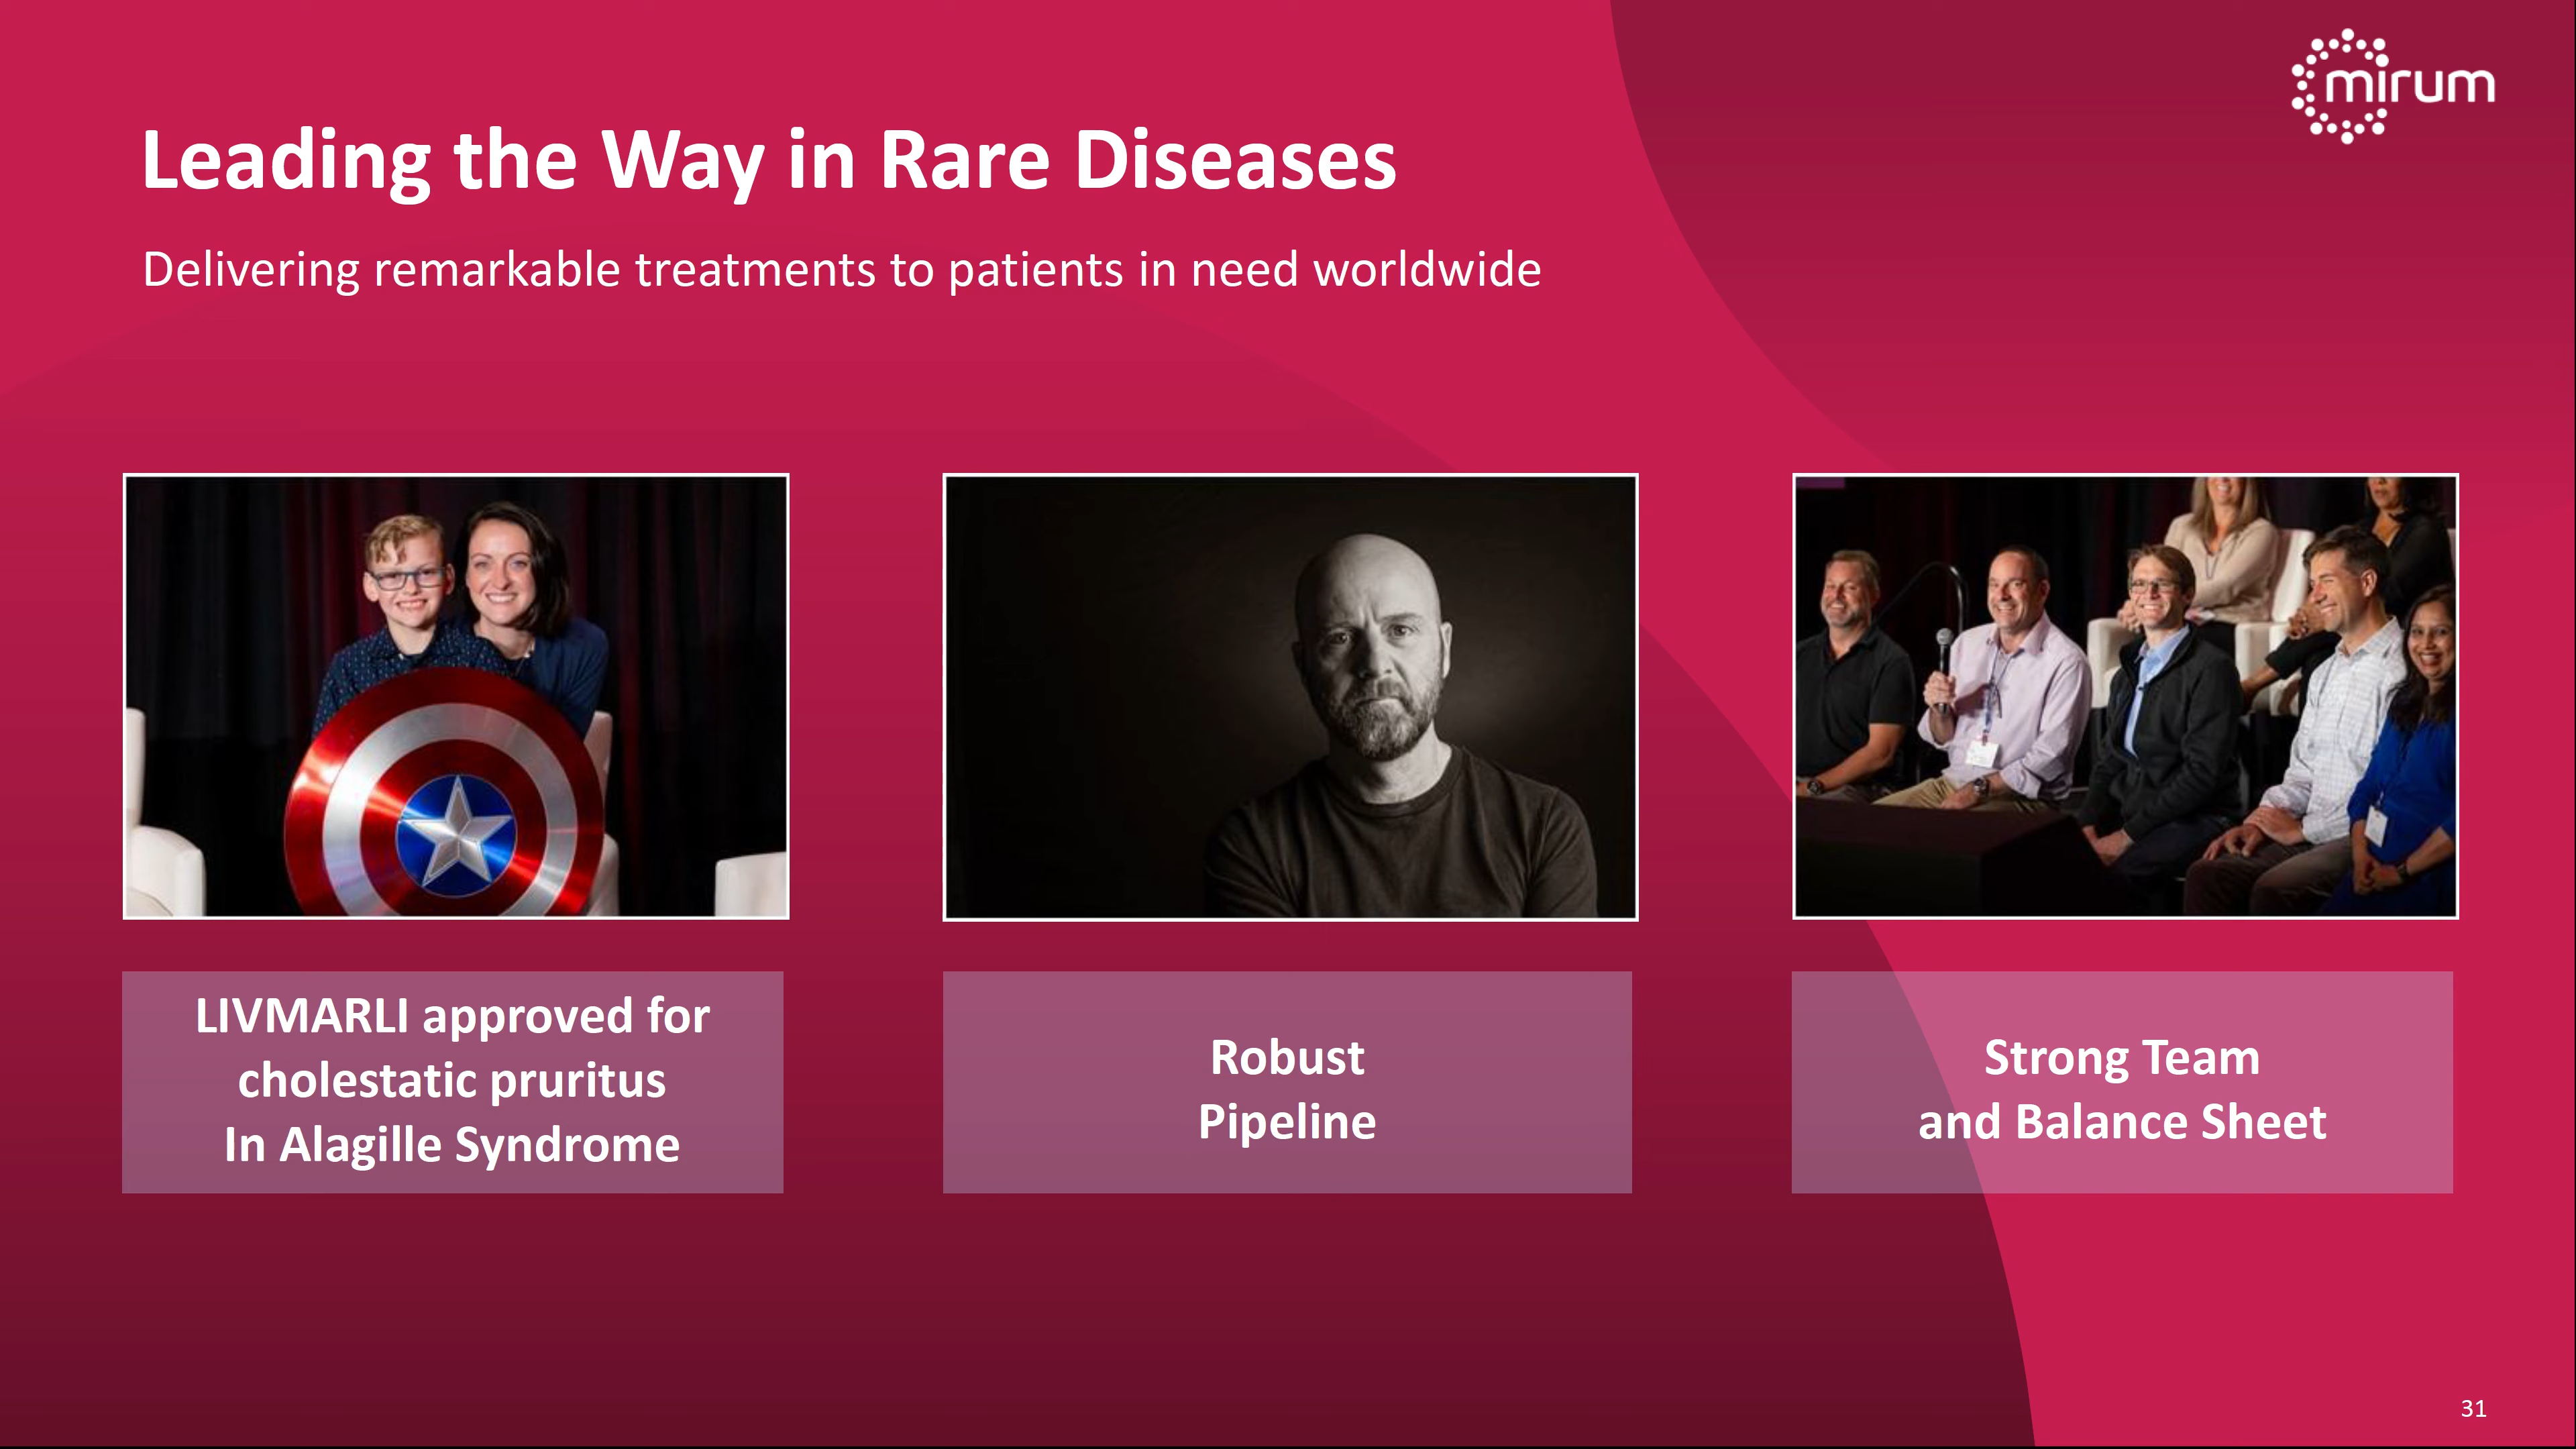 mirum
Leading the Way in Rare Diseases
Delivering remarkable treatments to patients in need worldwide
LIVMARLI approved for
cholestatic pruritus
In Alagille Syndrome
Robust
Pipeline
Strong Team
and Balance Sheet
31